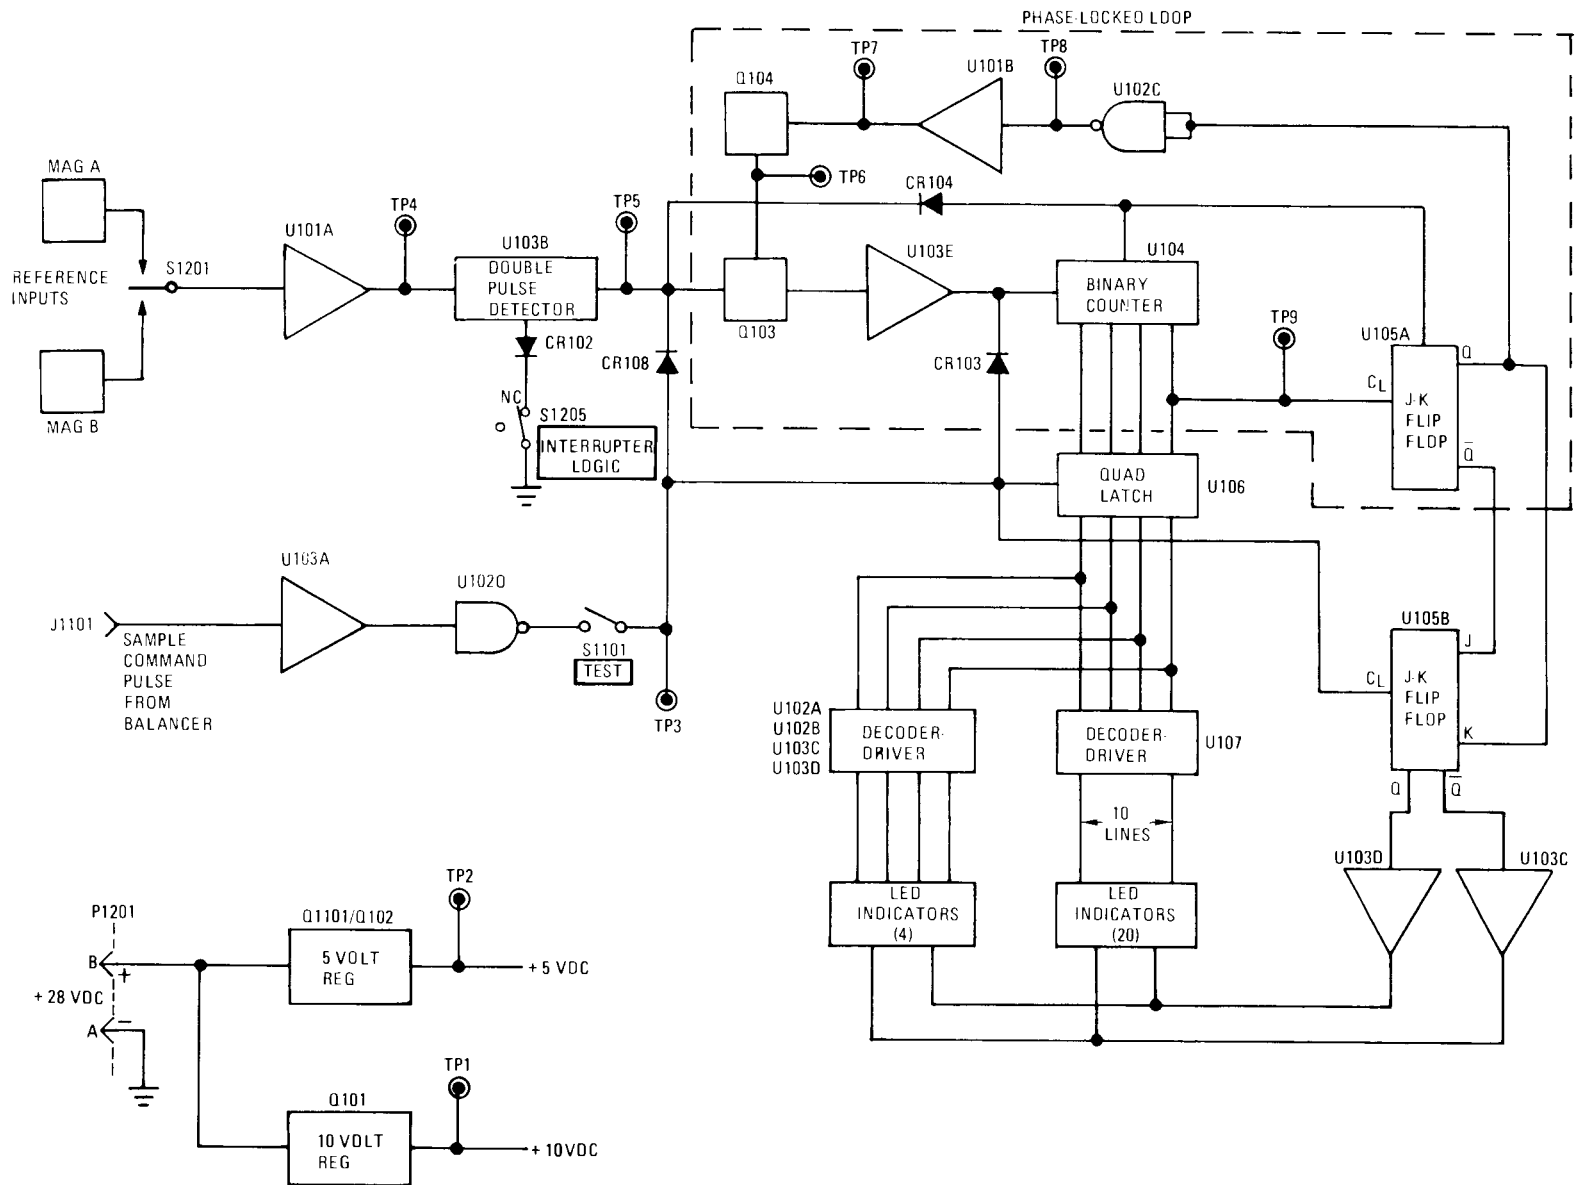 PHASE-LOCKED LOOP
TP7
TP8
Q104
U101B
U102C
TP6
CR104
MAG A
REFERENCE
INPUTS
S1201
MAG B
U101A
TP4
U103B
DOUBLE
PULSE
DETECTOR
TP5
CR102
NC
S1205
INTERRUPTER
LOGIC
CR108
Q103
U103E
CR103
U104
BINARY
COUNTER
TP9
U105A
Q
CL
J-K
FLIP
FLOP
Q
QUAD
LATCH
U106
J1101
SAMPLE
COMMAND
PULSE
FROM
BALANCER
U103A
U102D
S1101
TEST
TP3
U105B
J
CL
J-K
FLIP
FLOP
K
Q
Q
U102A
U102B
U103C
U103D
DECODER-
DRIVER
DECODER-
DRIVER
U107
10
LINES
LED
INDICATORS
(4)
LED
INDICATORS
(20)
U103D
U103C
P1201
B
+
+28 VDC
A
−
Q1101/Q102
5 VOLT
REG
TP2
+5 VDC
Q101
10 VOLT
REG
TP1
+10VDC